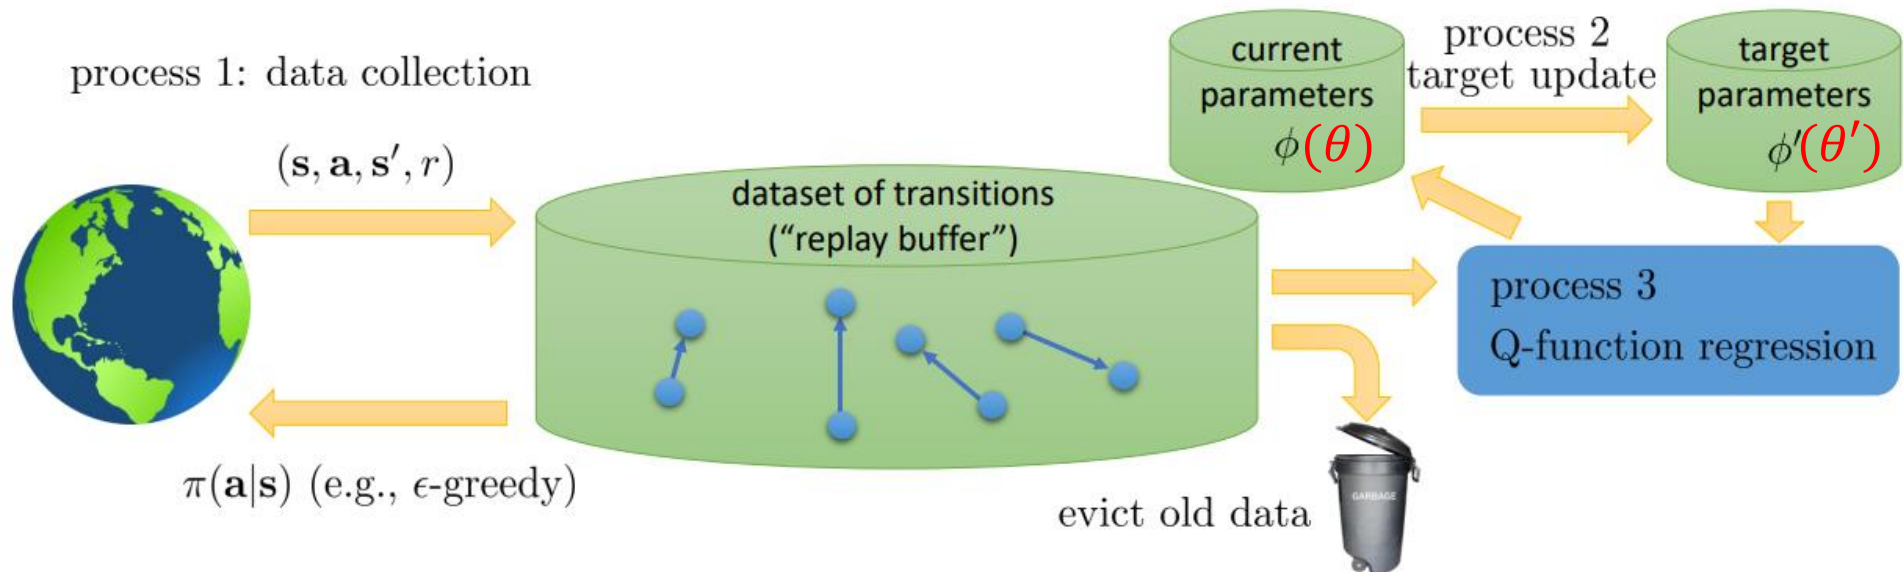 process 1: data collection
(s, a, s′, r)
π(a|s) (e.g., ϵ-greedy)
dataset of transitions
(“replay buffer”)
current
parameters
ϕ(θ)
process 2
target update
target
parameters
ϕ′(θ′)
process 3
Q-function regression
evict old data
GARBAGE